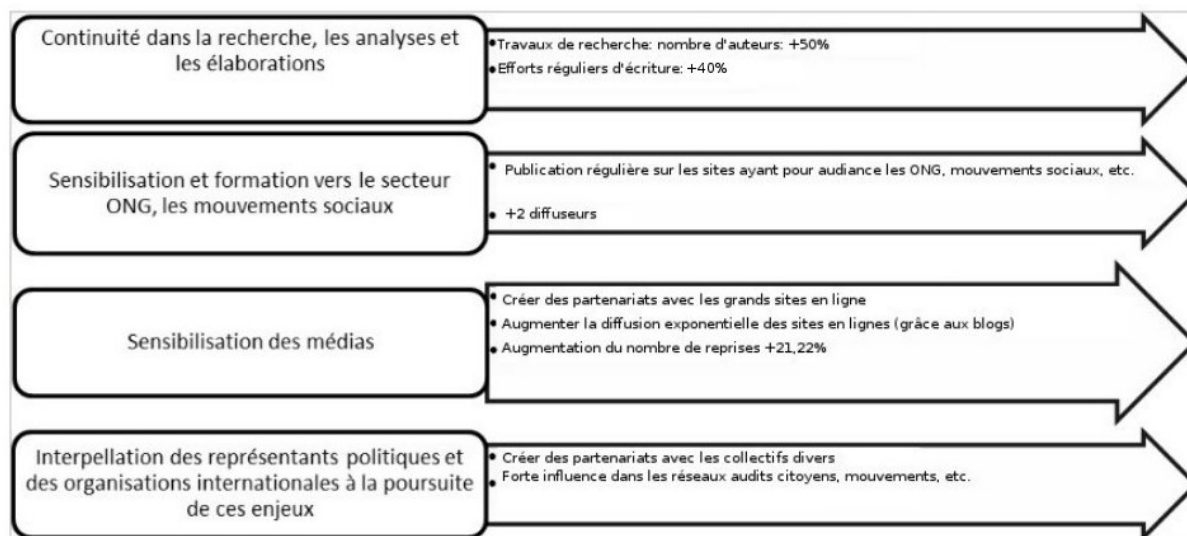 Continuité dans la recherche, les analyses et
les élaborations
•Travaux de recherche: nombre d'auteurs: +50%
•Efforts réguliers d'écriture: +40%
Sensibilisation et formation vers le secteur
ONG, les mouvements sociaux
• Publication régulière sur les sites ayant pour audiance les ONG, mouvements sociaux, etc.
• +2 diffuseurs
Sensibilisation des médias
• Créer des partenariats avec les grands sites en ligne
• Augmenter la diffusion exponentielle des sites en lignes (grâce aux blogs)
• Augmentation du nombre de reprises +21,22%
Interpellation des représentants politiques et
des organisations internationales à la poursuite
de ces enjeux
• Créer des partenariats avec les collectifs divers
• Forte influence dans les réseaux audits citoyens, mouvements, etc.